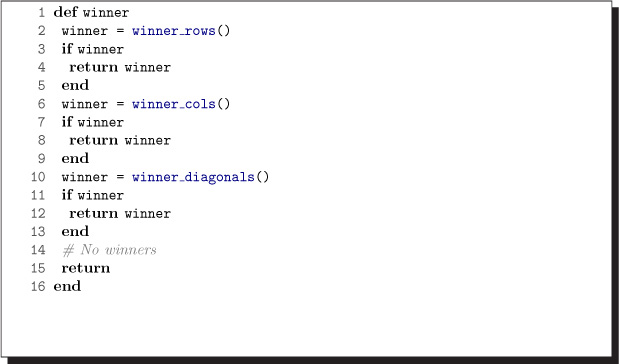 1 def winner
2 winner = winner_rows()
3 if winner
4 return winner
5 end
6 winner = winner_cols()
7 if winner
8 return winner
9 end
10 winner = winner_diagonals()
11 if winner
12 return winner
13 end
14 # No winners
15 return
16 end